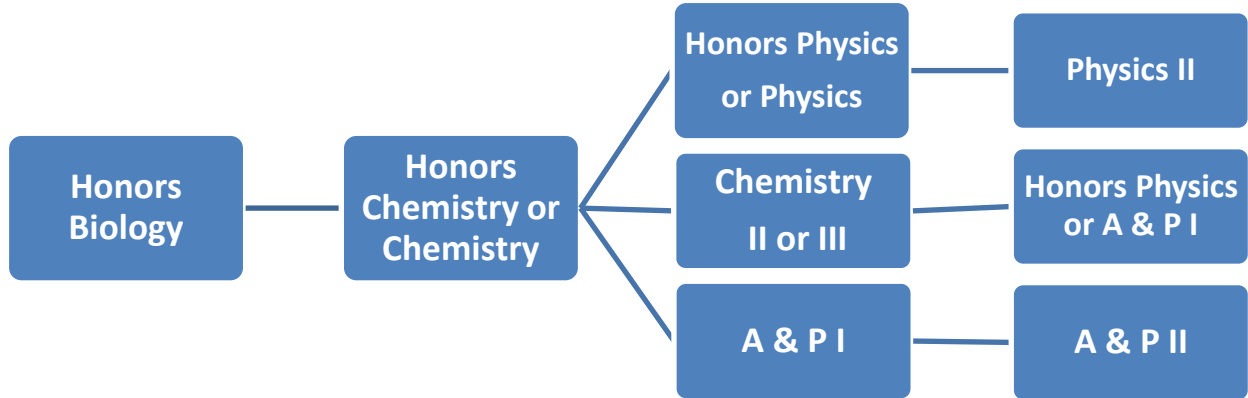 Honors
Biology
Honors
Chemistry or
Chemistry
Honors Physics
or Physics
Physics II
Chemistry
II or III
Honors Physics
or A & P I
A & P I
A & P II